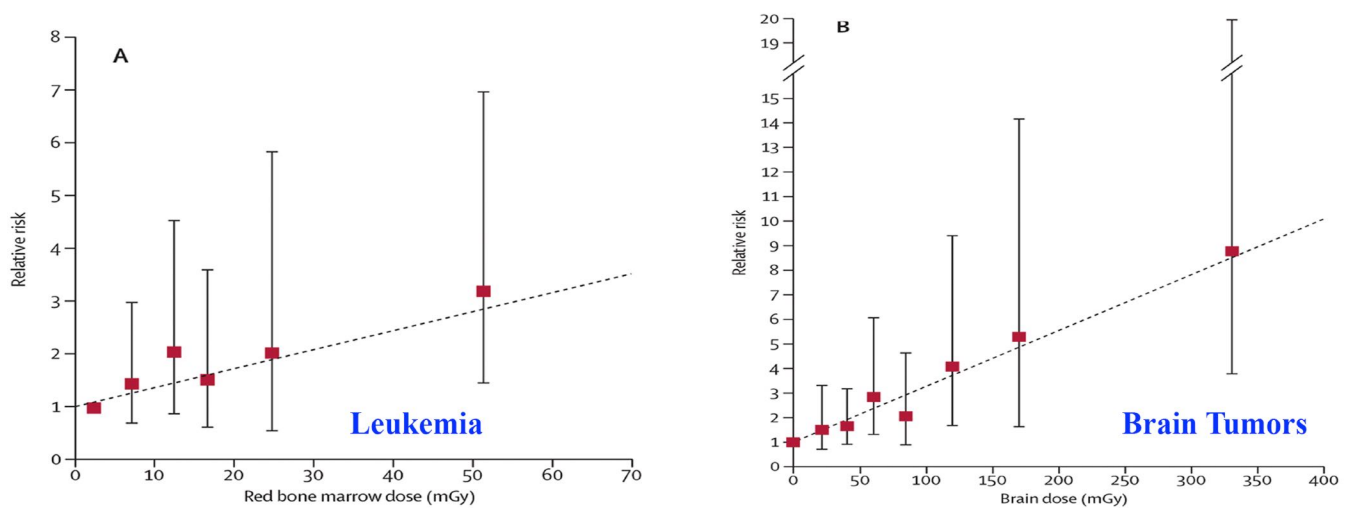 A
8
7
6
5
4
3
2
1
0
Relative risk
0 10 20 30 40 50 60 70
Red bone marrow dose (mGy)
Leukemia
B
20
19
15
14
13
12
11
10
9
8
7
6
5
4
3
2
1
0
Relative risk
0 50 100 150 200 250 300 350 400
Brain dose (mGy)
Brain Tumors